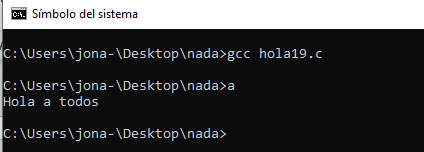 Símbolo del sistema
C:\Users\jona-\Desktop\nada>gcc hola19.c
C:\Users\jona-\Desktop\nada>a
Hola a todos
C:\Users\jona-\Desktop\nada>